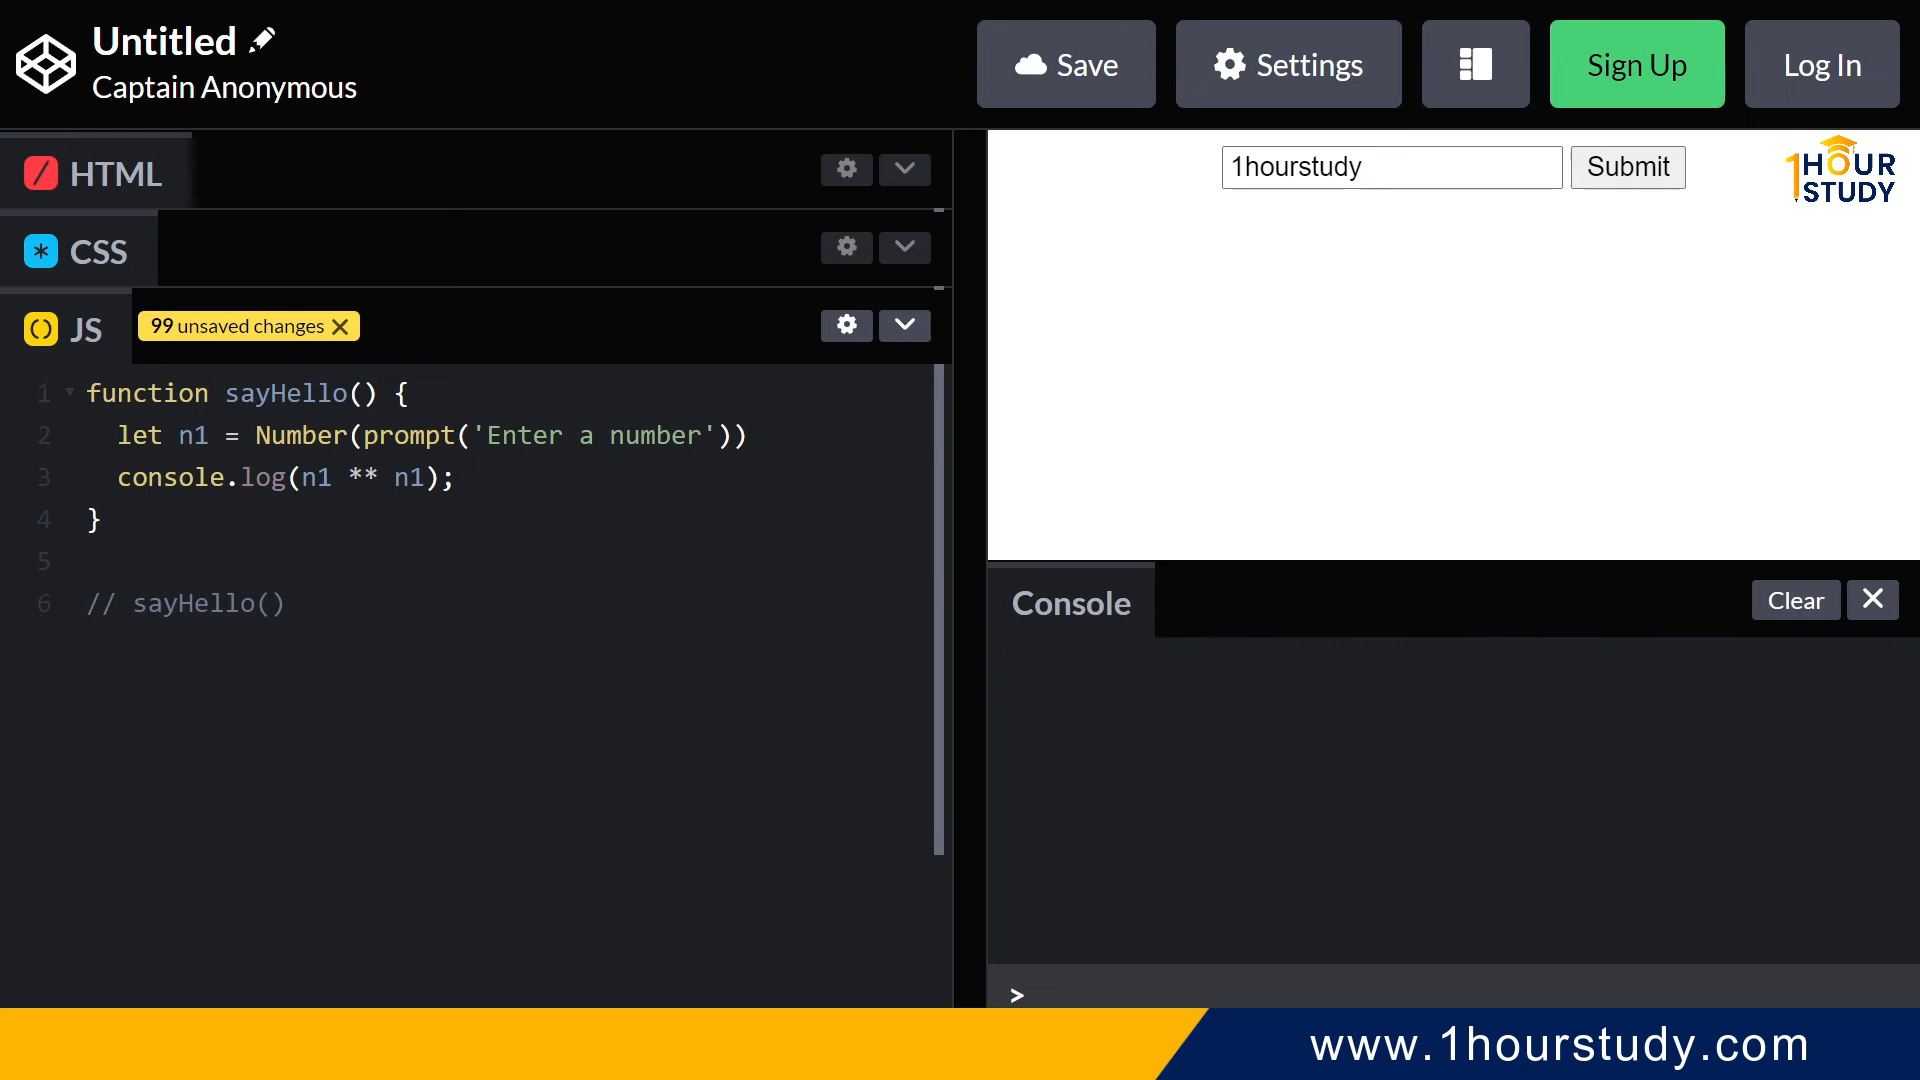 Untitled
Captain Anonymous
Save
Settings
Sign Up
Log In
HTML
CSS
JS
99 unsaved changes
1 function sayHello() {
2 let n1 = Number(prompt('Enter a number'))
3 console.log(n1 ** n1);
4 }
5
6 // sayHello()
1hourstudy
Submit
1HOUR
STUDY
Console
Clear
>
www.1hourstudy.com